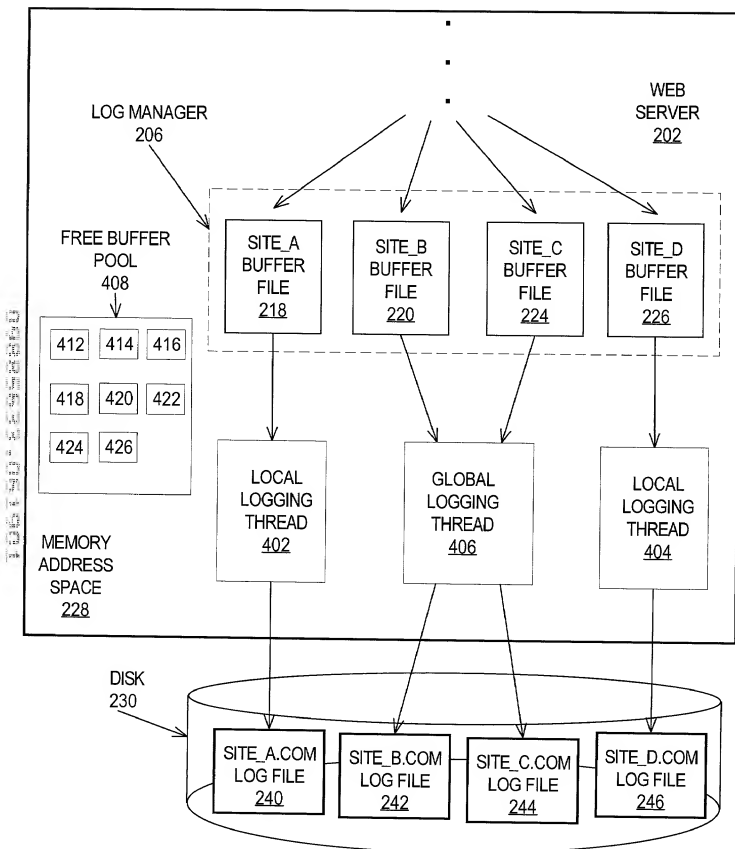 WEB
SERVER
202
LOG MANAGER
206
FREE BUFFER
POOL
408
SITE_A
BUFFER
FILE
218
SITE_B
BUFFER
FILE
220
SITE_C
BUFFER
FILE
224
SITE_D
BUFFER
FILE
226
412 414 416
418 420 422
424 426
LOCAL
LOGGING
THREAD
402
GLOBAL
LOGGING
THREAD
406
LOCAL
LOGGING
THREAD
404
MEMORY
ADDRESS
SPACE
228
DISK
230
SITE_A.COM
LOG FILE
240
SITE_B.COM
LOG FILE
242
SITE_C.COM
LOG FILE
244
SITE_D.COM
LOG FILE
246